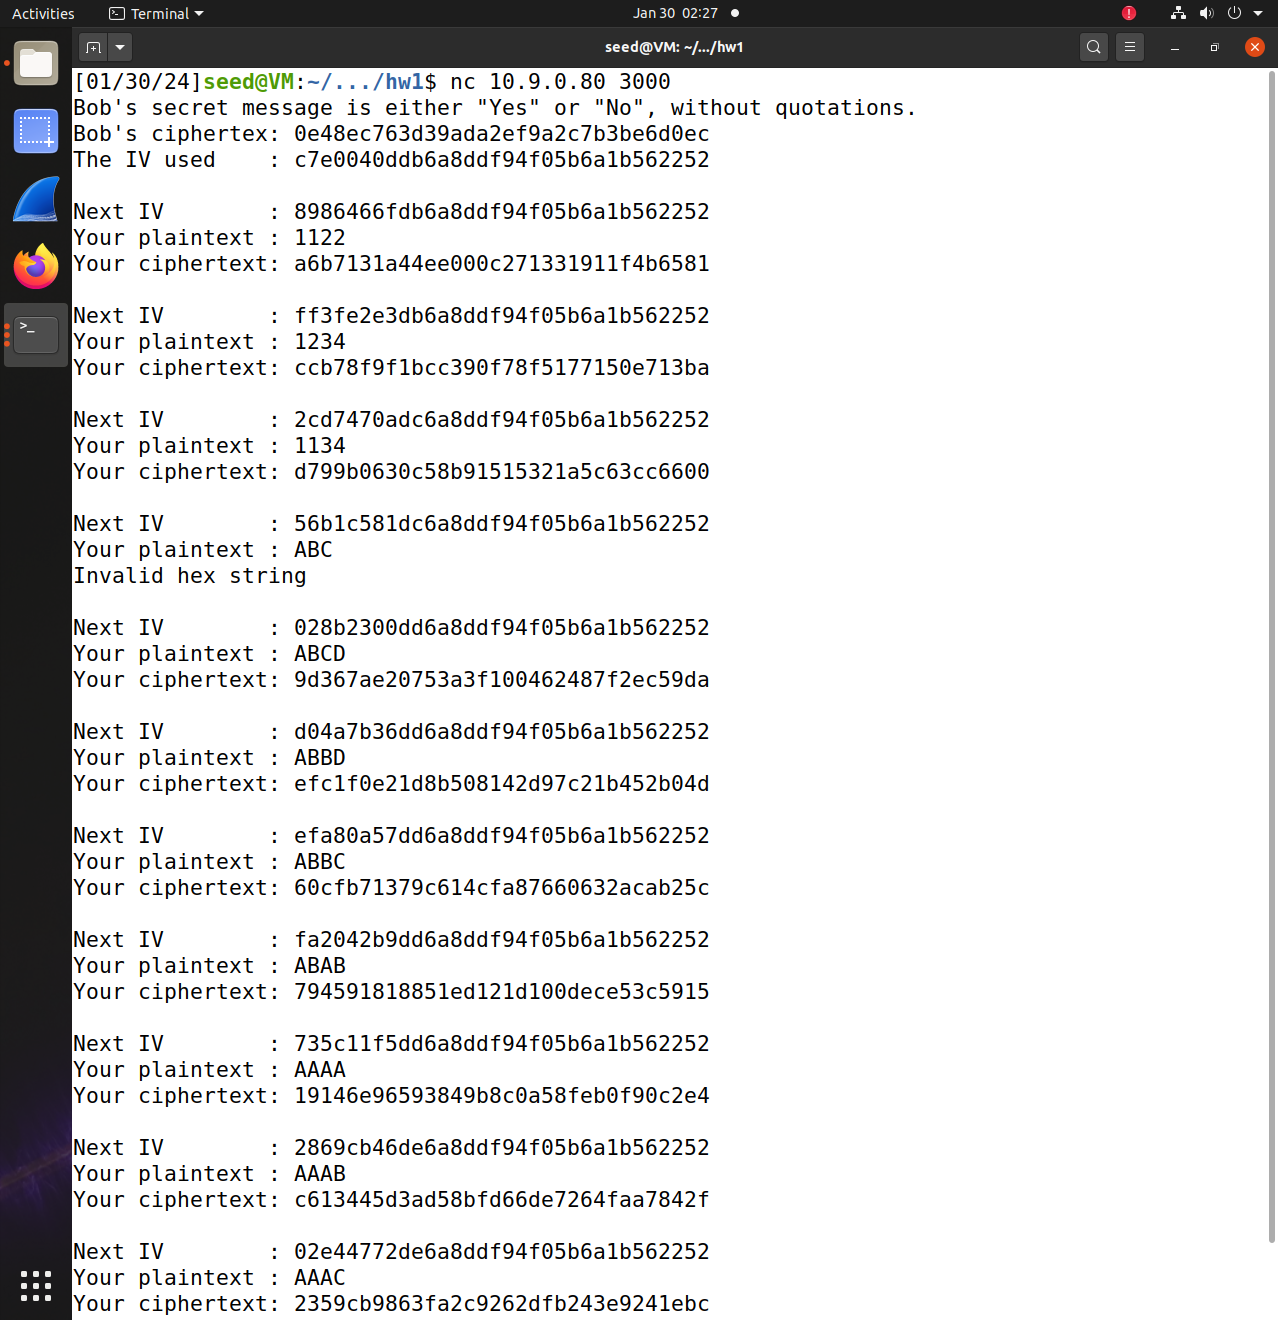 Activities
Terminal
Jan 30 02:27
seed@VM: ~/.../hw1
[01/30/24]seed@VM:~/.../hw1$ nc 10.9.0.80 3000
Bob's secret message is either "Yes" or "No", without quotations.
Bob's ciphertex: 0e48ec763d39ada2ef9a2c7b3be6d0ec
The IV used    : c7e0040ddb6a8ddf94f05b6a1b562252
Next IV        : 8986466fdb6a8ddf94f05b6a1b562252
Your plaintext : 1122
Your ciphertext: a6b7131a44ee000c271331911f4b6581
Next IV        : ff3fe2e3db6a8ddf94f05b6a1b562252
Your plaintext : 1234
Your ciphertext: ccb78f9f1bcc390f78f5177150e713ba
Next IV        : 2cd7470adc6a8ddf94f05b6a1b562252
Your plaintext : 1134
Your ciphertext: d799b0630c58b91515321a5c63cc6600
Next IV        : 56b1c581dc6a8ddf94f05b6a1b562252
Your plaintext : ABC
Invalid hex string
Next IV        : 028b2300dd6a8ddf94f05b6a1b562252
Your plaintext : ABCD
Your ciphertext: 9d367ae20753a3f100462487f2ec59da
Next IV        : d04a7b36dd6a8ddf94f05b6a1b562252
Your plaintext : ABBD
Your ciphertext: efc1f0e21d8b508142d97c21b452b04d
Next IV        : efa80a57dd6a8ddf94f05b6a1b562252
Your plaintext : ABBC
Your ciphertext: 60cfb71379c614cfa87660632acab25c
Next IV        : fa2042b9dd6a8ddf94f05b6a1b562252
Your plaintext : ABAB
Your ciphertext: 794591818851ed121d100dece53c5915
Next IV        : 735c11f5dd6a8ddf94f05b6a1b562252
Your plaintext : AAAA
Your ciphertext: 19146e96593849b8c0a58feb0f90c2e4
Next IV        : 2869cb46de6a8ddf94f05b6a1b562252
Your plaintext : AAAB
Your ciphertext: c613445d3ad58bfd66de7264faa7842f
Next IV        : 02e44772de6a8ddf94f05b6a1b562252
Your plaintext : AAAC
Your ciphertext: 2359cb9863fa2c9262dfb243e9241ebc